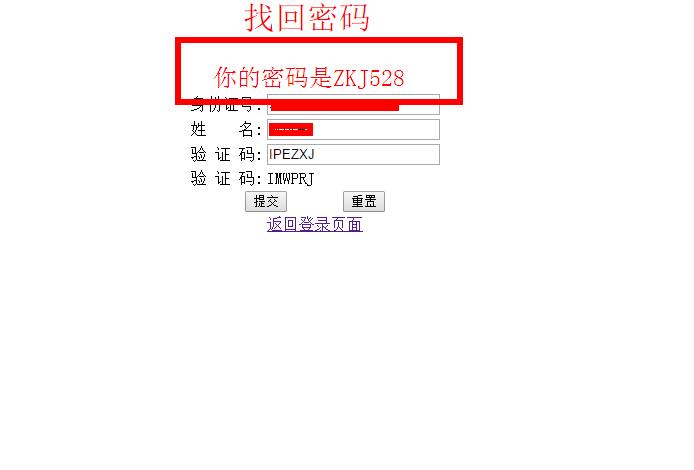 找回密码
你的密码是ZKJ528
身份证号:
姓 名:
验 证 码: IPEZXJ
验 证 码: IMWPRJ
提交 重置
返回登录页面